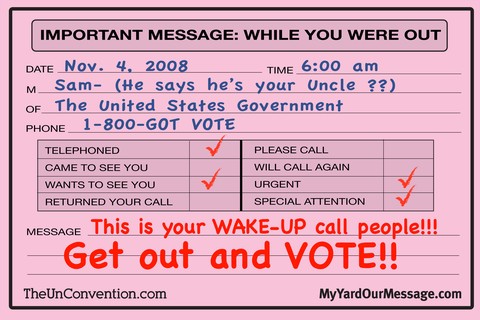 IMPORTANT MESSAGE: WHILE YOU WERE OUT
DATE Nov. 4, 2008 TIME 6:00 am
M Sam- (He says he's your Uncle ??)
OF The United States Government
PHONE 1-800-GOT VOTE
TELEPHONED ✓ PLEASE CALL
CAME TO SEE YOU WILL CALL AGAIN
WANTS TO SEE YOU ✓ URGENT ✓
RETURNED YOUR CALL SPECIAL ATTENTION ✓
MESSAGE This is your WAKE-UP call people!!!
Get out and VOTE!!
TheUnConvention.com MyYardOurMessage.com